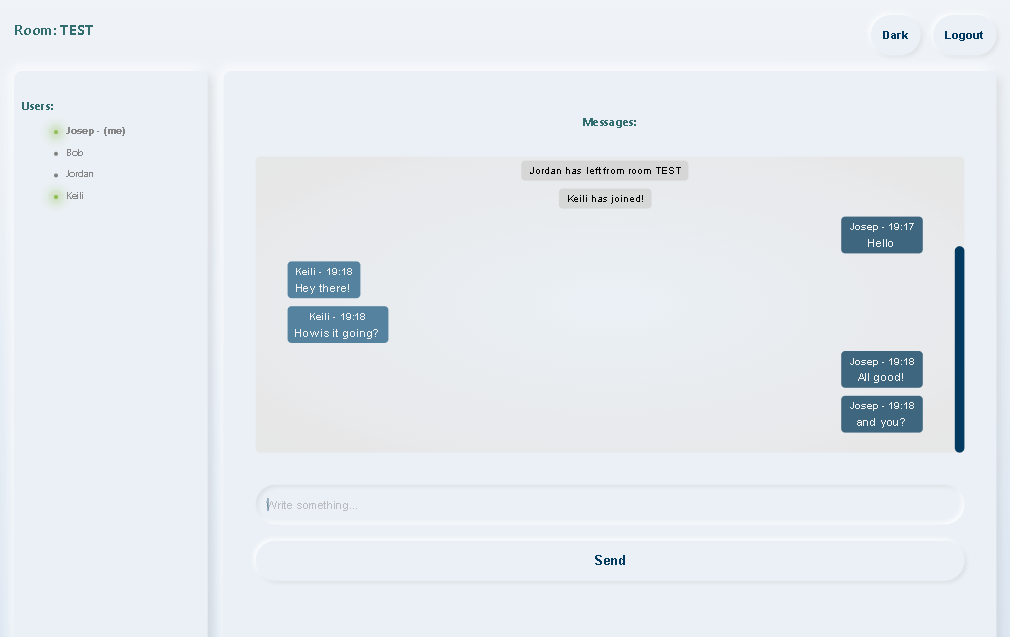 Room: TEST
Dark
Logout
Users:
Josep - (me)
Bob
Jordan
Keili
Messages:
Jordan has left from room TEST
Keili has joined!
Josep - 19:17
Hello
Keili - 19:18
Hey there!
Keili - 19:18
How is it going?
Josep - 19:18
All good!
Josep - 19:18
and you?
Write something...
Send